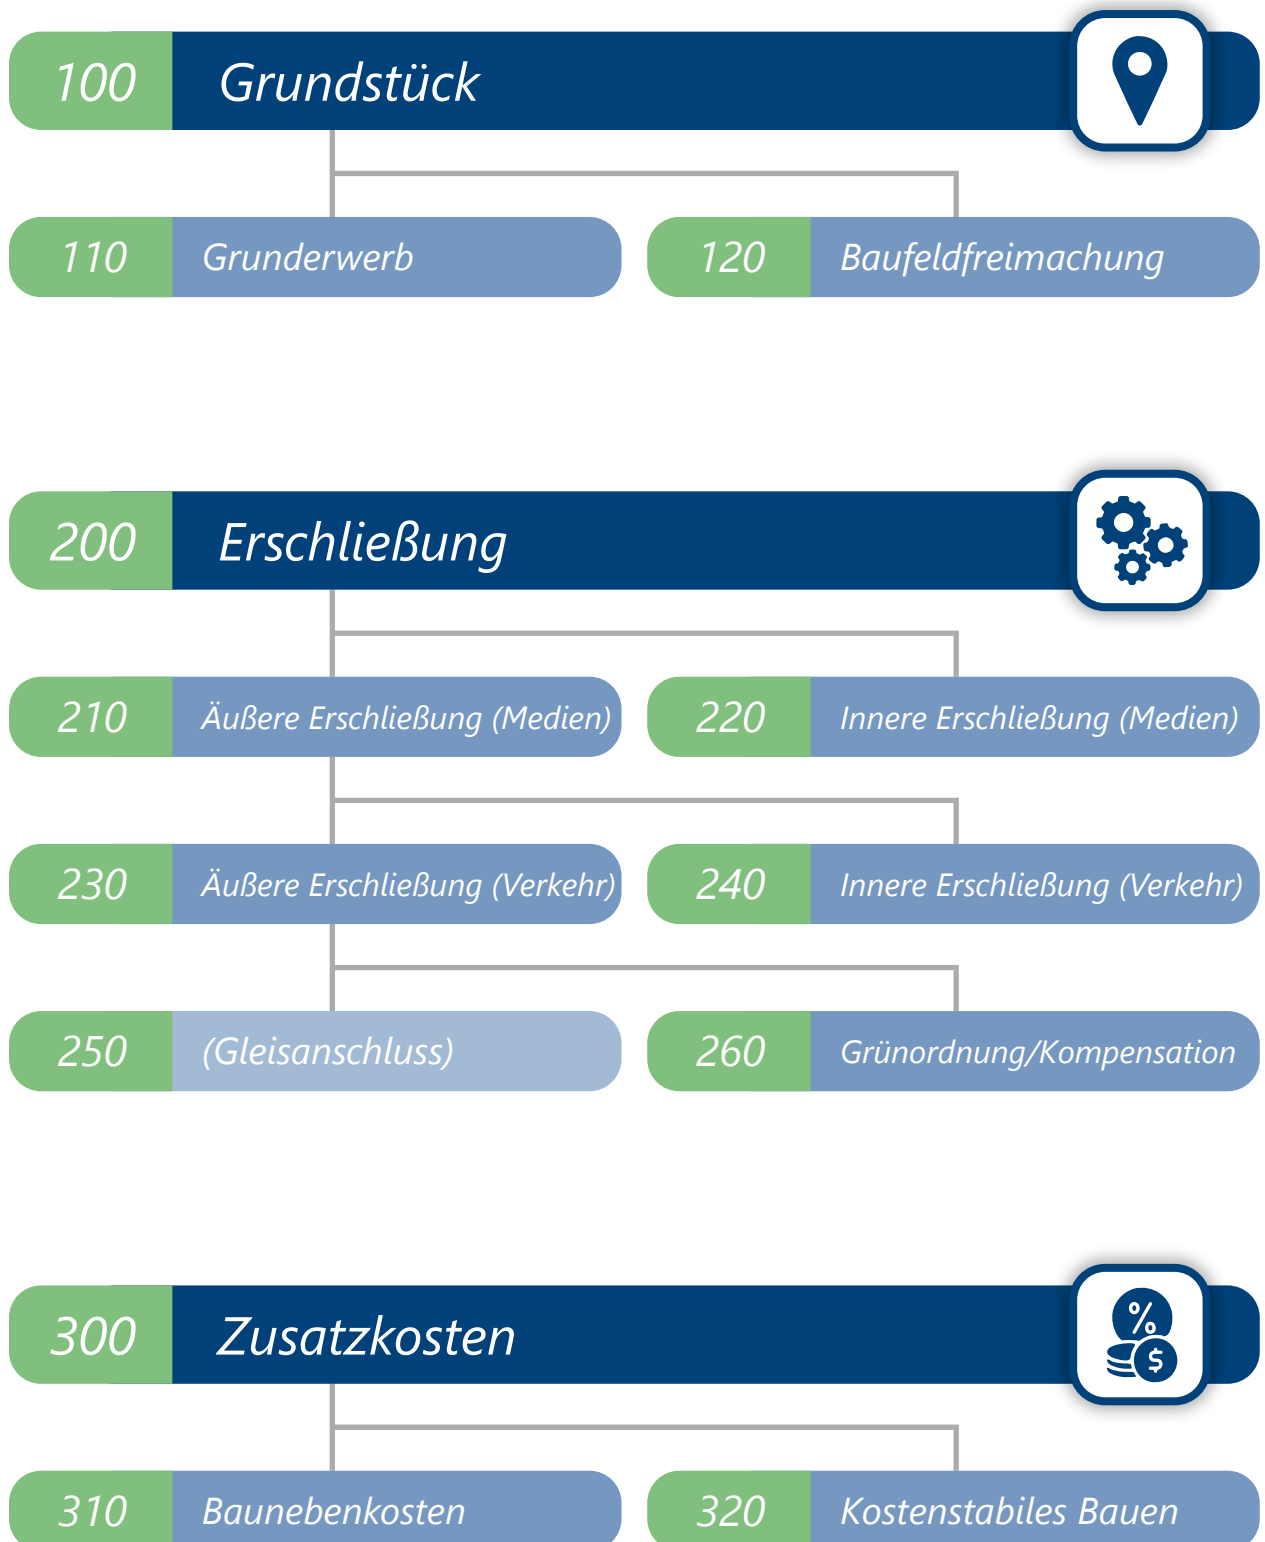 100 Grundstück
110 Grunderwerb
120 Baufeldfreimachung
200 Erschließung
210 Äußere Erschließung (Medien)
220 Innere Erschließung (Medien)
230 Äußere Erschließung (Verkehr)
240 Innere Erschließung (Verkehr)
250 (Gleisanschluss)
260 Grünordnung/Kompensation
300 Zusatzkosten
%
$
310 Baunebenkosten
320 Kostenstabiles Bauen